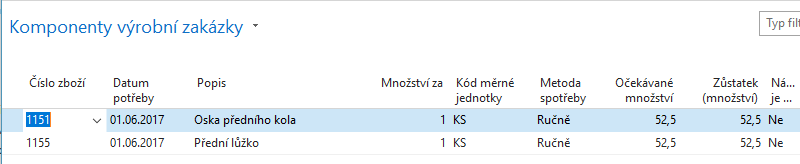 Komponenty výrobní zakázky
Typ filt
Číslo zboží Datum potřeby Popis Množství za Kód měrné jednotky Metoda spotřeby Očekávané množství Zůstatek (množství) Ná... je ...
1151 01.06.2017 Oska předního kola 1 KS Ručně 52,5 52,5 Ne
1155 01.06.2017 Přední lůžko 1 KS Ručně 52,5 52,5 Ne